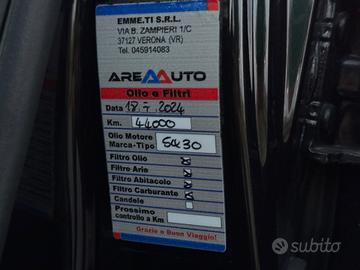 EMME.TI S.R.L.
VIA B. ZAMPIERI 1/C
37127 VERONA (VR)
Tel. 045914083
AREAAUTO
Olio e Filtri
Data 18.7.2024
Km. 44000
Olio Motore
Marca-Tipo 5W30
Filtro Olio
Filtro Aria
Filtro Abitacolo
Filtro Carburante
Candele
Prossimo
controllo a Km
Grazie e Buon Viaggio!
subito